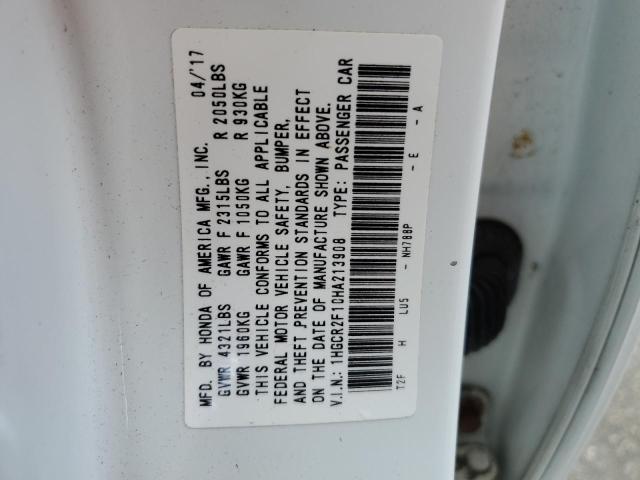 MFD. BY HONDA OF AMERICA MFG., INC. 04/'17
GVWR 4321LBS GAWR F 2315LBS R 2050LBS
GVWR 1960KG GAWR F 1050KG R 930KG
THIS VEHICLE CONFORMS TO ALL APPLICABLE
FEDERAL MOTOR VEHICLE SAFETY, BUMPER,
AND THEFT PREVENTION STANDARDS IN EFFECT
ON THE DATE OF MANUFACTURE SHOWN ABOVE.
V.I.N.: 1HGCR2F10HA213908 TYPE: PASSENGER CAR
T2F H LU5 - NH788P - E - A